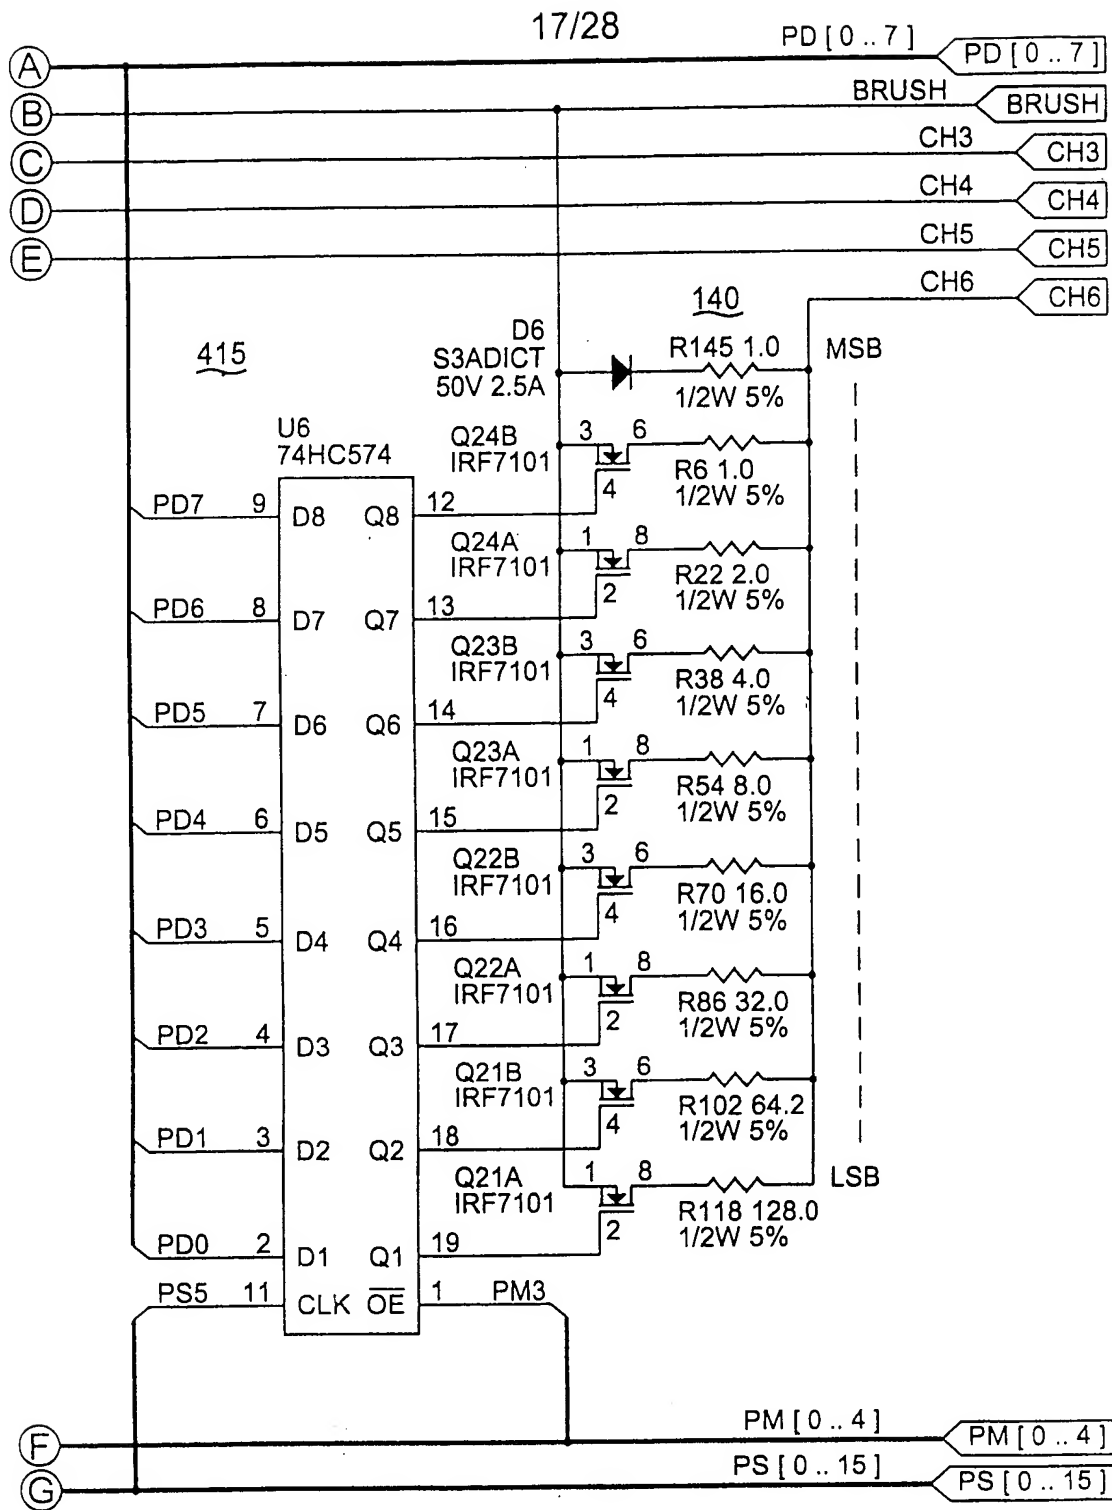 17/28
A PD [ 0 .. 7 ] PD [ 0 .. 7 ]
B BRUSH BRUSH
C CH3 CH3
D CH4 CH4
E CH5 CH5
CH6 CH6
415
140
D6
S3ADICT
50V 2.5A
R145 1.0
1/2W 5%
MSB
U6
74HC574
Q24B
IRF7101
3 6
4
R6 1.0
1/2W 5%
PD7 9 D8 Q8 12
Q24A
IRF7101
1 8
2
R22 2.0
1/2W 5%
PD6 8 D7 Q7 13
Q23B
IRF7101
3 6
4
R38 4.0
1/2W 5%
PD5 7 D6 Q6 14
Q23A
IRF7101
1 8
2
R54 8.0
1/2W 5%
PD4 6 D5 Q5 15
Q22B
IRF7101
3 6
4
R70 16.0
1/2W 5%
PD3 5 D4 Q4 16
Q22A
IRF7101
1 8
2
R86 32.0
1/2W 5%
PD2 4 D3 Q3 17
Q21B
IRF7101
3 6
4
R102 64.2
1/2W 5%
PD1 3 D2 Q2 18
Q21A
IRF7101
1 8
2
R118 128.0
1/2W 5%
LSB
PD0 2 D1 Q1 19
PS5 11 CLK OE 1 PM3
F PM [ 0 .. 4 ] PM [ 0 .. 4 ]
G PS [ 0 .. 15 ] PS [ 0 .. 15 ]